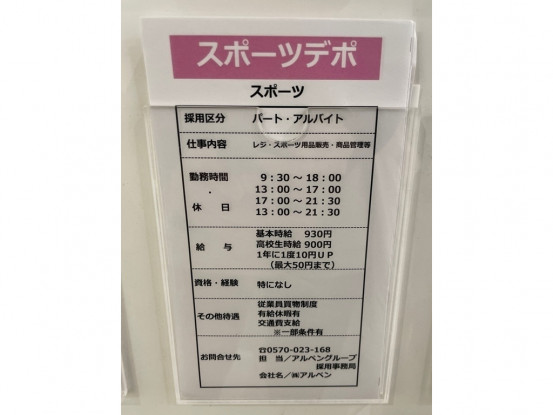 スポーツデポ
スポーツ
採用区分 パート・アルバイト
仕事内容 レジ・スポーツ用品販売・商品管理等
勤務時間 9:30～18:00
・ 13:00～17:00
17:00～21:30
休日 13:00～21:30
基本時給 930円
給与 高校生時給 900円
1年に1度10円UP
(最大50円まで)
資格・経験 特になし
従業員買物制度
その他待遇 有給休暇有
交通費支給
※一部条件有
お問合せ先 ☎0570-023-168
担当／アルペングループ
採用事務局
会社名／㈱アルペン